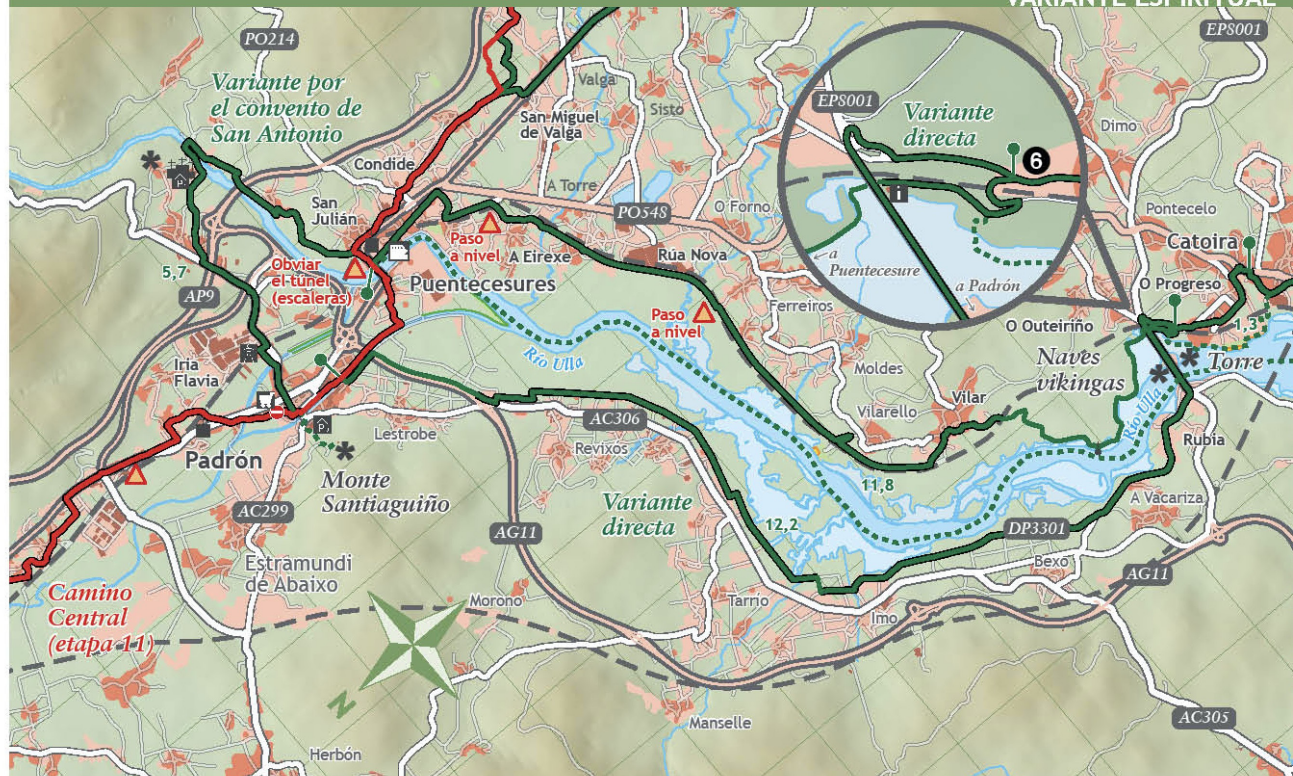 VARIANTE ESPIRITUAL
PO214
EP8001
Variante por
el convento de
San Antonio
Valga
Sisto
San Miguel
de Valga
EP8001
Variante
directa
6
Dimo
Condide
A Torre
San
Julián
PO548
O Forno
i
Pontecelo
Catoira
Paso
a nivel
A Eirexe
Rúa Nova
a
Puentecesure
a Padrón
O Progreso
5,7
Obviar
el túnel
(escaleras)
Puentecesures
AP9
Paso
a nivel
Ferreiros
O Outeiriño
1,3
Iria
Flavia
Río Ulla
Moldes
Naves
vikingas
Torre
Vilarello
Vilar
Río Ulla
P
P
Lestrobe
AC306
Revixos
Rubia
Padrón
Monte
Santiaguiño
11,8
A Vacariza
AC299
Variante
directa
12,2
DP3301
AG11
Estramundi
de Abaixo
Bexo
AG11
Camino
Central
(etapa 11)
Morono
Tarrío
Imo
N
Manselle
AC305
Herbón